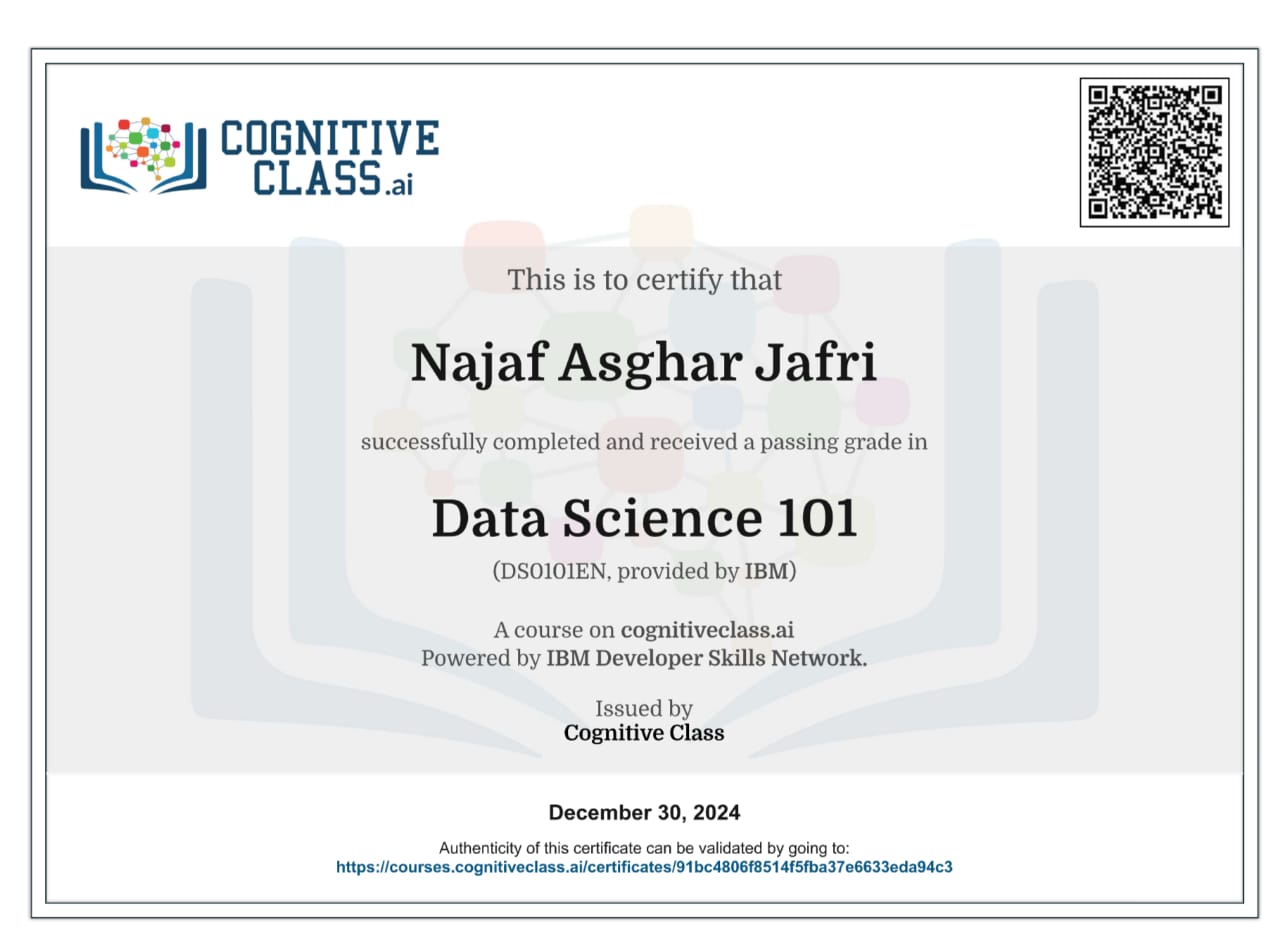 COGNITIVE
CLASS.ai
This is to certify that
Najaf Asghar Jafri
successfully completed and received a passing grade in
Data Science 101
(DS0101EN, provided by IBM)
A course on cognitiveclass.ai
Powered by IBM Developer Skills Network.
Issued by
Cognitive Class
December 30, 2024
Authenticity of this certificate can be validated by going to:
https://courses.cognitiveclass.ai/certificates/91bc4806f8514f5fba37e6633eda94c3